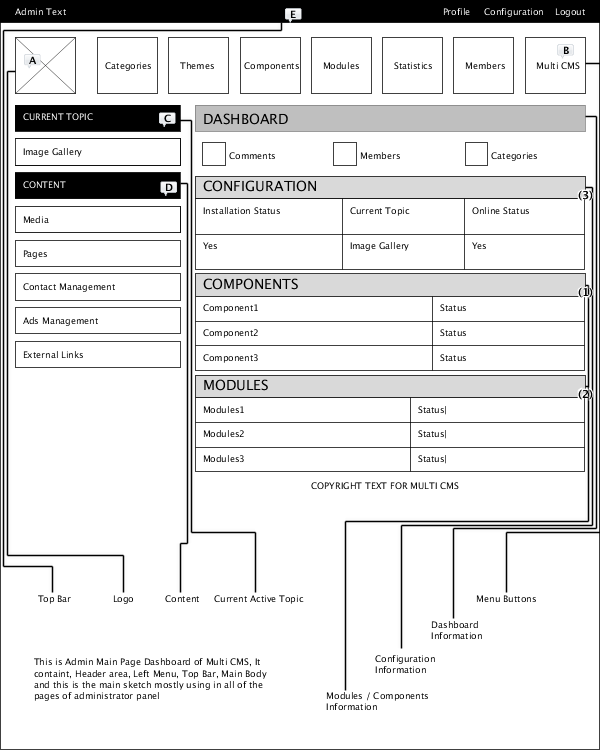 Admin Text
E
Profile Configuration Logout
A
Categories
Themes
Components
Modules
Statistics
Members
B
Multi CMS
CURRENT TOPIC
C
Image Gallery
CONTENT
D
Media
Pages
Contact Management
Ads Management
External Links
DASHBOARD
Comments
Members
Categories
CONFIGURATION
(3)
Installation Status Current Topic Online Status
Yes Image Gallery Yes
COMPONENTS
(1)
Component1 Status
Component2 Status
Component3 Status
MODULES
(2)
Modules1 Status|
Modules2 Status|
Modules3 Status|
COPYRIGHT TEXT FOR MULTI CMS
Top Bar
Logo
Content
Current Active Topic
Menu Buttons
Dashboard
Information
Configuration
Information
Modules / Components
Information
This is Admin Main Page Dashboard of Multi CMS, It
containt, Header area, Left Menu, Top Bar, Main Body
and this is the main sketch mostly using in all of the
pages of administrator panel